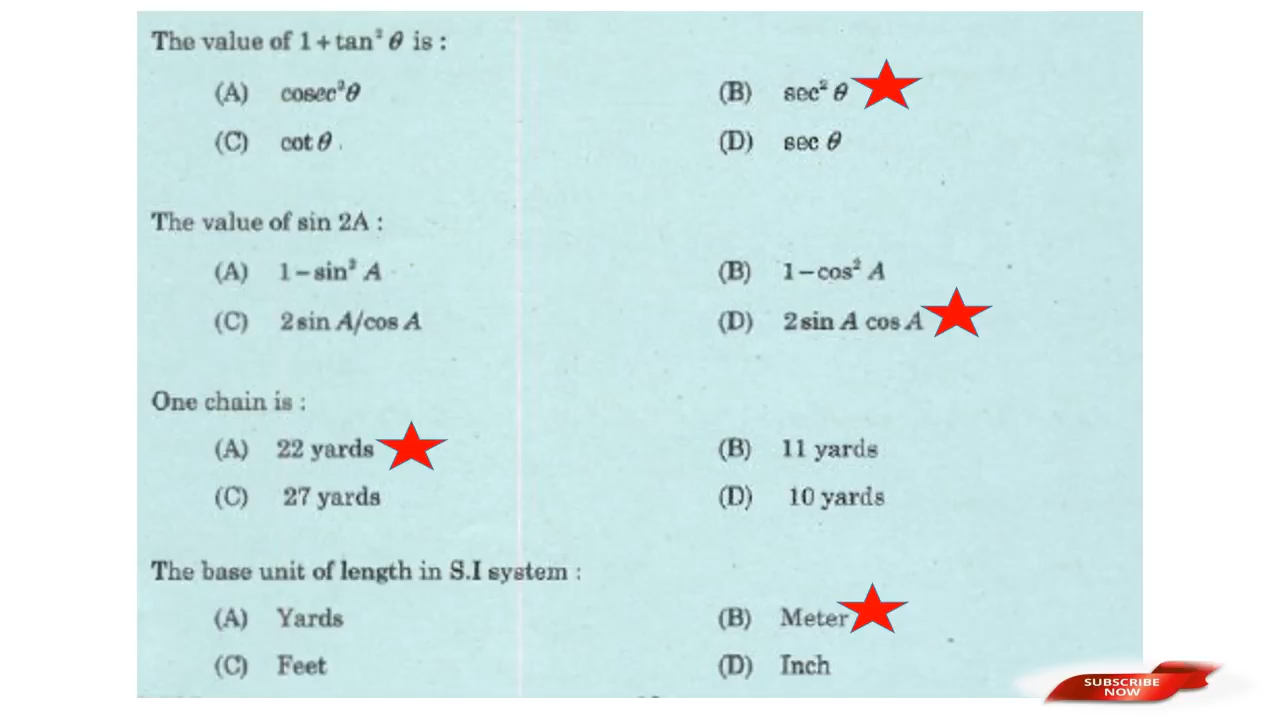 The value of 1 + tan² θ is :
(A) cosec²θ (B) sec² θ
(C) cot θ . (D) sec θ
The value of sin 2A :
(A) 1 – sin² A (B) 1 – cos² A
(C) 2 sin A/cos A (D) 2 sin A cos A
One chain is :
(A) 22 yards (B) 11 yards
(C) 27 yards (D) 10 yards
The base unit of length in S.I system :
(A) Yards (B) Meter
(C) Feet (D) Inch
SUBSCRIBE
NOW